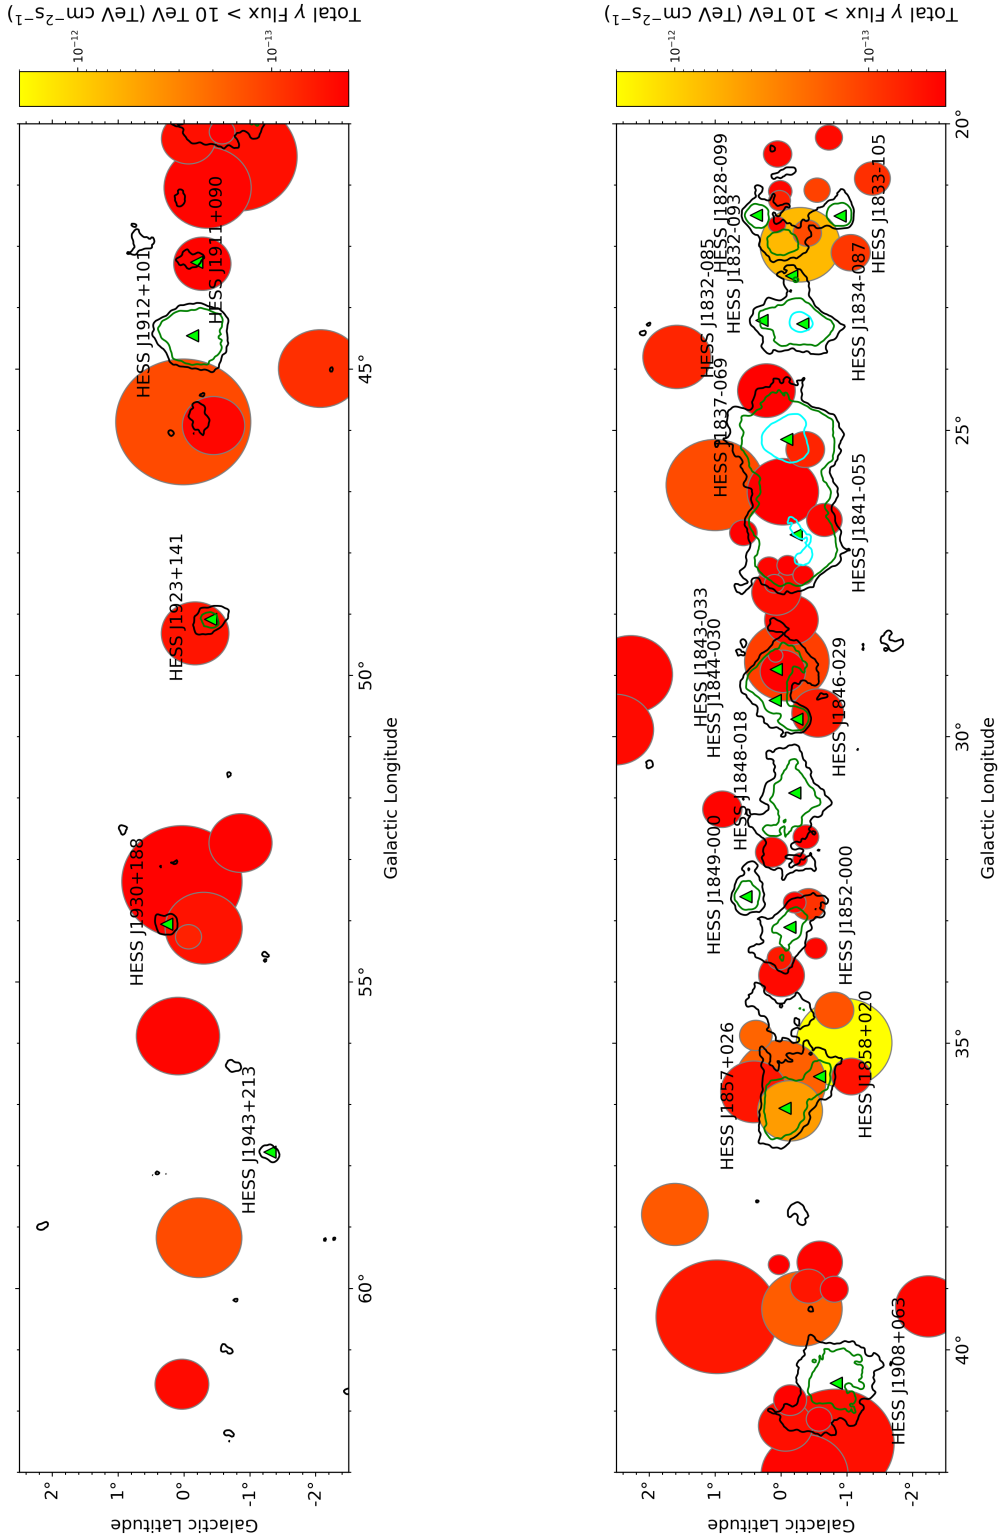 Total γ Flux > 10 TeV (TeV cm⁻²s⁻¹)
10⁻¹²
10⁻¹³
HESS J1943+213
HESS J1930+188
HESS J1923+141
HESS J1912+101
HESS J1911+090
2°
1°
0°
-1°
-2°
Galactic Latitude
60°
55°
50°
45°
Galactic Longitude
Total γ Flux > 10 TeV (TeV cm⁻²s⁻¹)
10⁻¹²
10⁻¹³
HESS J1908+063
HESS J1857+026
HESS J1858+020
HESS J1852-000
HESS J1849-000
HESS J1848-018
HESS J1846-029
HESS J1844-030
HESS J1843-033
HESS J1841-055
HESS J1837-069
HESS J1834-087
HESS J1832-085
HESS J1832-093
HESS J1828-099
HESS J1833-105
2°
1°
0°
-1°
-2°
Galactic Latitude
40°
35°
30°
25°
20°
Galactic Longitude